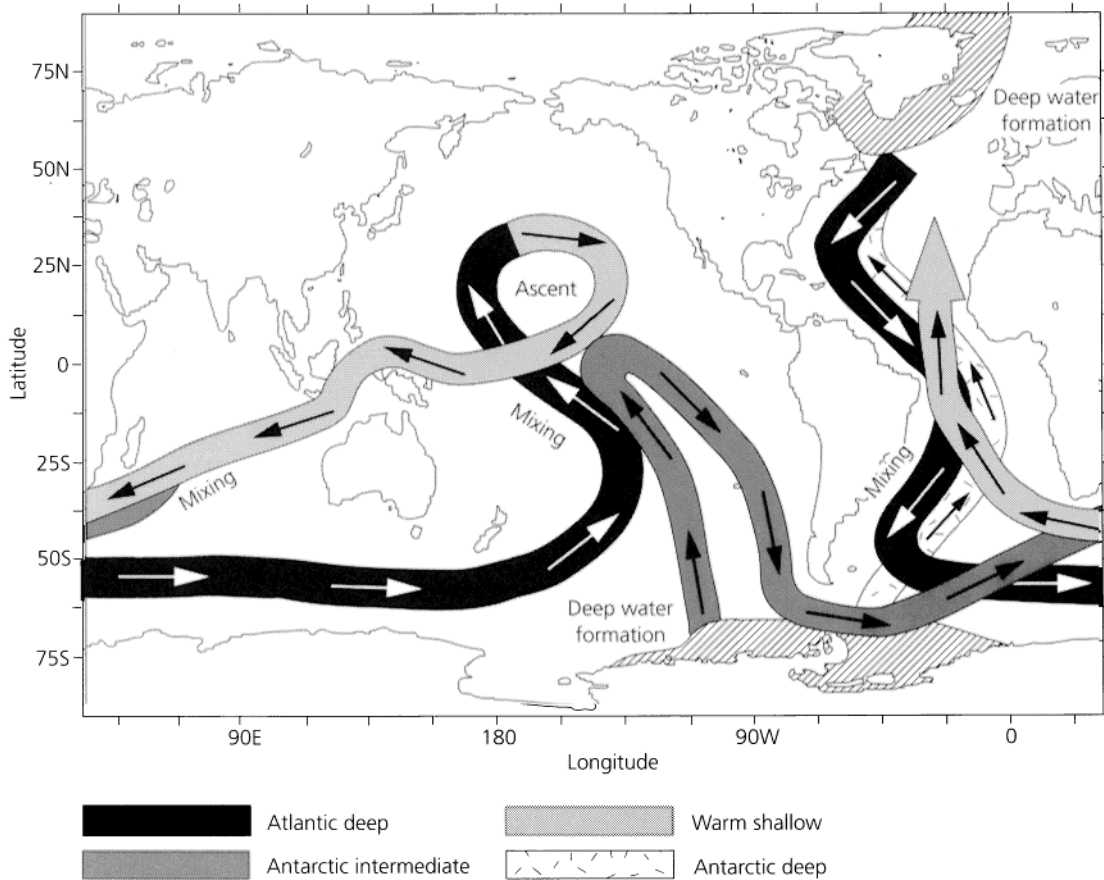 75N
Deep water
formation
50N
25N
Ascent
Latitude
0
Mixing
25S
Mixing
Mixing
50S
Deep water
formation
75S
90E
180
90W
0
Longitude
Atlantic deep
Warm shallow
Antarctic intermediate
Antarctic deep